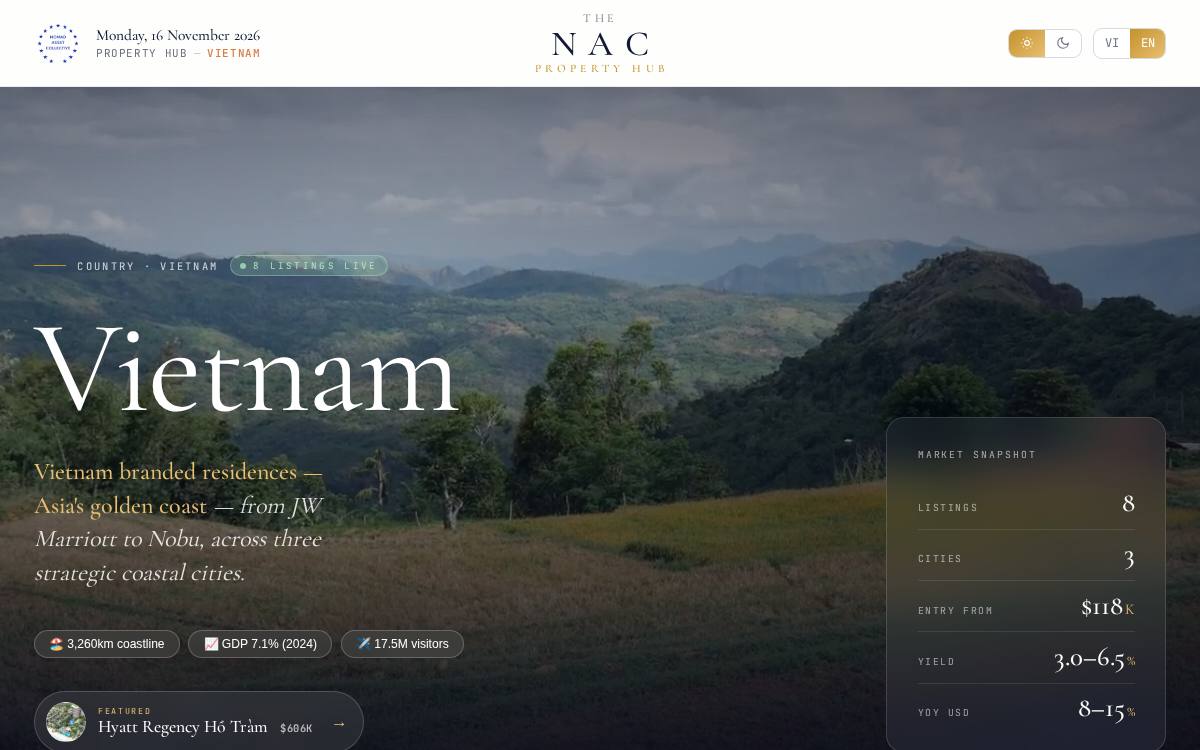 NOMAD
ASSET
COLLECTIVE
Monday, 16 November 2026
PROPERTY HUB — VIETNAM
THE
NAC
PROPERTY HUB
VI
EN
COUNTRY · VIETNAM
8 LISTINGS LIVE
Vietnam
Vietnam branded residences —
Asia's golden coast — from JW
Marriott to Nobu, across three
strategic coastal cities.
🏖️ 3,260km coastline
📈 GDP 7.1% (2024)
✈️ 17.5M visitors
FEATURED
Hyatt Regency Hồ Tràm $606K →
MARKET SNAPSHOT
LISTINGS 8
CITIES 3
ENTRY FROM $118K
YIELD 3.0–6.5%
YOY USD 8–15%